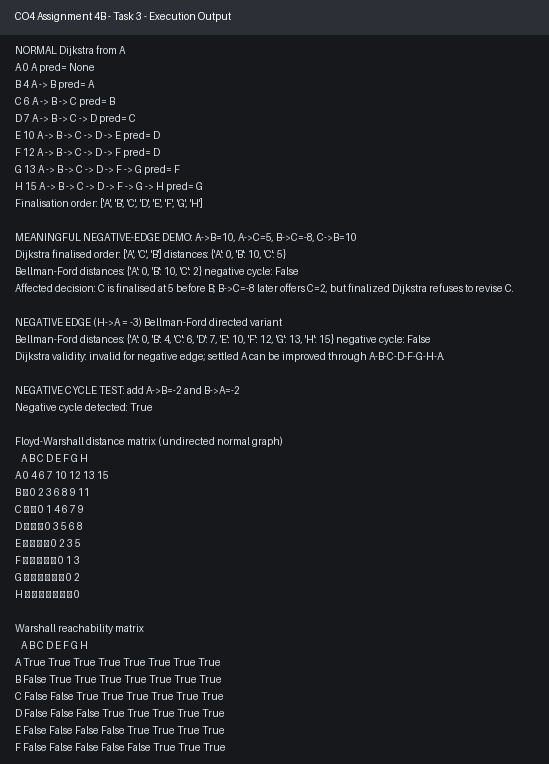 CO4 Assignment 4B - Task 3 - Execution Output
NORMAL Dijkstra from A
A 0 A pred= None
B 4 A -> B pred= A
C 6 A -> B -> C pred= B
D 7 A -> B -> C -> D pred= C
E 10 A -> B -> C -> D -> E pred= D
F 12 A -> B -> C -> D -> F pred= D
G 13 A -> B -> C -> D -> F -> G pred= F
H 15 A -> B -> C -> D -> F -> G -> H pred= G
Finalisation order: ['A', 'B', 'C', 'D', 'E', 'F', 'G', 'H']
MEANINGFUL NEGATIVE-EDGE DEMO: A->B=10, A->C=5, B->C=-8, C->B=10
Dijkstra finalised order: ['A', 'C', 'B'] distances: {'A': 0, 'B': 10, 'C': 5}
Bellman-Ford distances: {'A': 0, 'B': 10, 'C': 2} negative cycle: False
Affected decision: C is finalised at 5 before B; B->C=-8 later offers C=2, but finalized Dijkstra refuses to revise C.
NEGATIVE EDGE (H->A = -3) Bellman-Ford directed variant
Bellman-Ford distances: {'A': 0, 'B': 4, 'C': 6, 'D': 7, 'E': 10, 'F': 12, 'G': 13, 'H': 15} negative cycle: False
Dijkstra validity: invalid for negative edge; settled A can be improved through A-B-C-D-F-G-H-A.
NEGATIVE CYCLE TEST: add A->B=-2 and B->A=-2
Negative cycle detected: True
Floyd-Warshall distance matrix (undirected normal graph)
A B C D E F G H
A 0 4 6 7 10 12 13 15
B □ 0 2 3 6 8 9 11
C □ □ 0 1 4 6 7 9
D □ □ □ 0 3 5 6 8
E □ □ □ □ 0 2 3 5
F □ □ □ □ □ 0 1 3
G □ □ □ □ □ □ 0 2
H □ □ □ □ □ □ □ 0
Warshall reachability matrix
A B C D E F G H
A True True True True True True True True
B False True True True True True True True
C False False True True True True True True
D False False False True True True True True
E False False False False True True True True
F False False False False False True True True